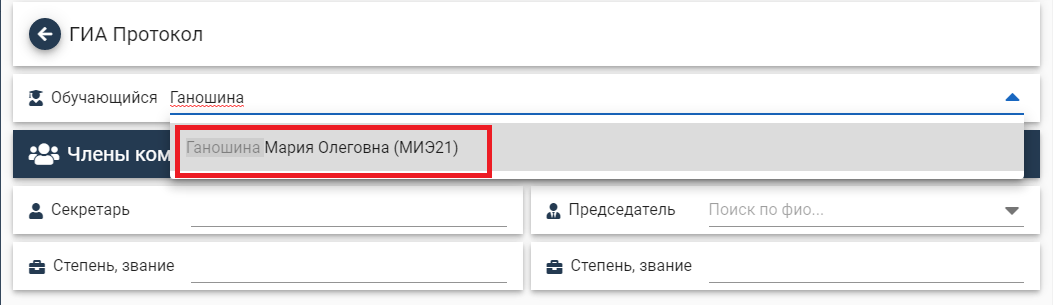 ГИА Протокол
Обучающийся Ганошина
Ганошина Мария Олеговна (МИЭ21)
Члены ком
Секретарь
Председатель Поиск по фио...
Степень, звание
Степень, звание